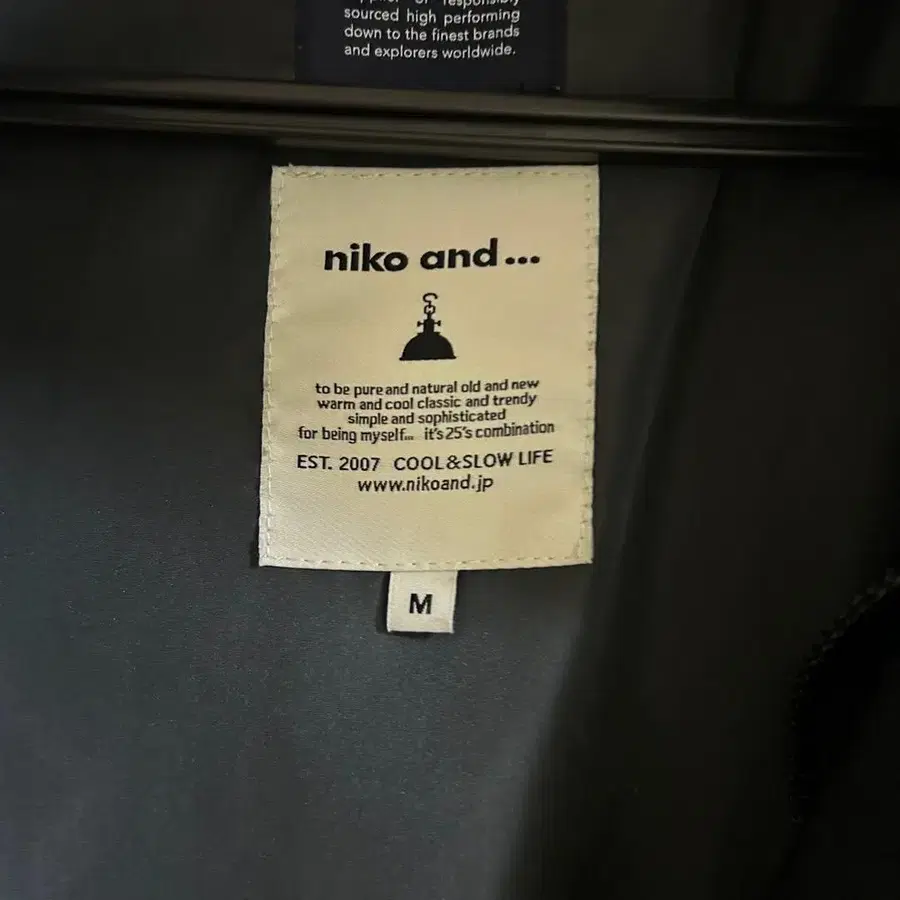 sourced high performing
down to the finest brands
and explorers worldwide.
niko and...
to be pure and natural old and new
warm and cool classic and trendy
simple and sophisticated
for being myself... it's 25's combination
EST. 2007 COOL&SLOW LIFE
www.nikoand.jp
M